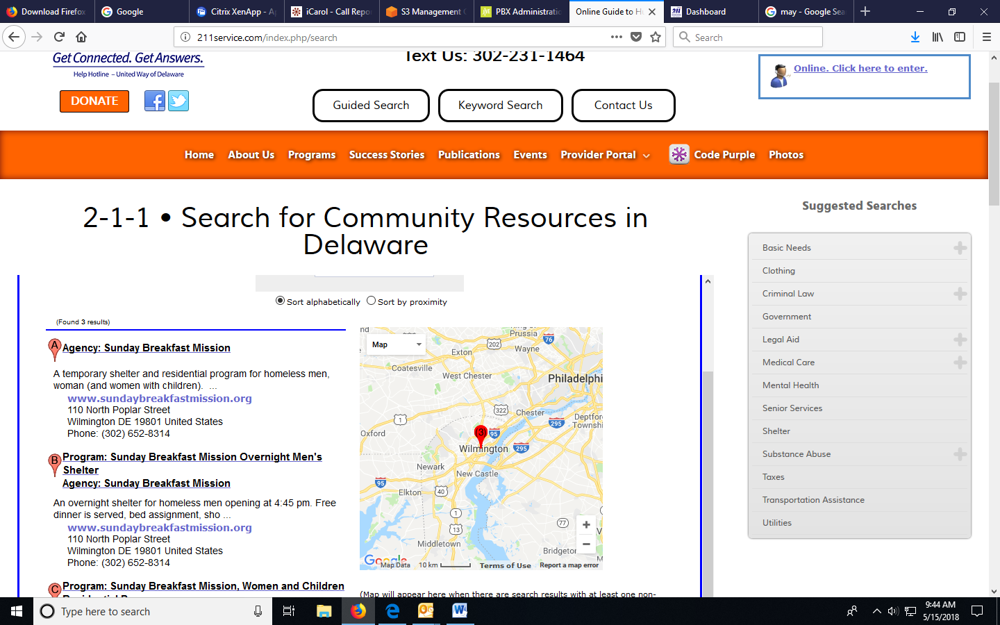 Download Firefox
Google
Citrix XenApp - A
iCarol - Call Repor
S3 Management C
PBX Administratio
Online Guide to H
Dashboard
may - Google Sea
211service.com/index.php/search
Search
Get Connected. Get Answers.
Help Hotline – United Way of Delaware
Text Us: 302-231-1464
Online. Click here to enter.
DONATE
Guided Search
Keyword Search
Contact Us
Home
About Us
Programs
Success Stories
Publications
Events
Provider Portal
Code Purple
Photos
2-1-1 • Search for Community Resources in
Delaware
Sort alphabetically
Sort by proximity
(Found 3 results)
A
Agency: Sunday Breakfast Mission
A temporary shelter and residential program for homeless men,
woman (and women with children). ...
www.sundaybreakfastmission.org
110 North Poplar Street
Wilmington DE 19801 United States
Phone: (302) 652-8314
B
Program: Sunday Breakfast Mission Overnight Men's
Shelter
Agency: Sunday Breakfast Mission
An overnight shelter for homeless men opening at 4:45 pm. Free
dinner is served, bed assignment, sho ...
www.sundaybreakfastmission.org
110 North Poplar Street
Wilmington DE 19801 United States
Phone: (302) 652-8314
C
Program: Sunday Breakfast Mission, Women and Children
nd
Map
Prussia
76
202
Wayne
Exton
Coatesville
West Chester
Philadelphi
322
Chester
1
295
Deptfor
Township
Oxford
(3)
95
Wilmington
295
Newark
New Castle
95
Elkton
40
1
13
77
Middletown
Bridgeton
+
−
Google
Map Data
10 km
Terms of Use
Report a map error
(Map will appear here when there are search results with at least one non-
Suggested Searches
Basic Needs
Clothing
Criminal Law
Government
Legal Aid
Medical Care
Mental Health
Senior Services
Shelter
Substance Abuse
Taxes
Transportation Assistance
Utilities
Type here to search
9:44 AM
5/15/2018